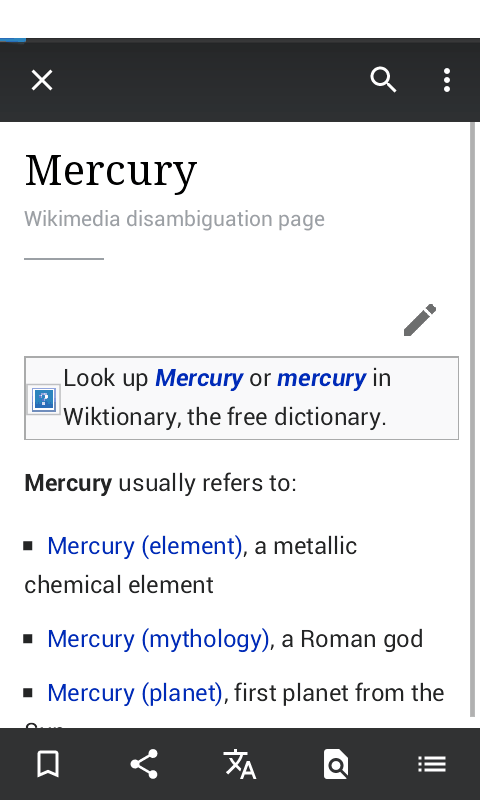 Mercury
Wikimedia disambiguation page
Look up Mercury or mercury in
Wiktionary, the free dictionary.
Mercury usually refers to:
▪ Mercury (element), a metallic
chemical element
▪ Mercury (mythology), a Roman god
▪ Mercury (planet), first planet from the